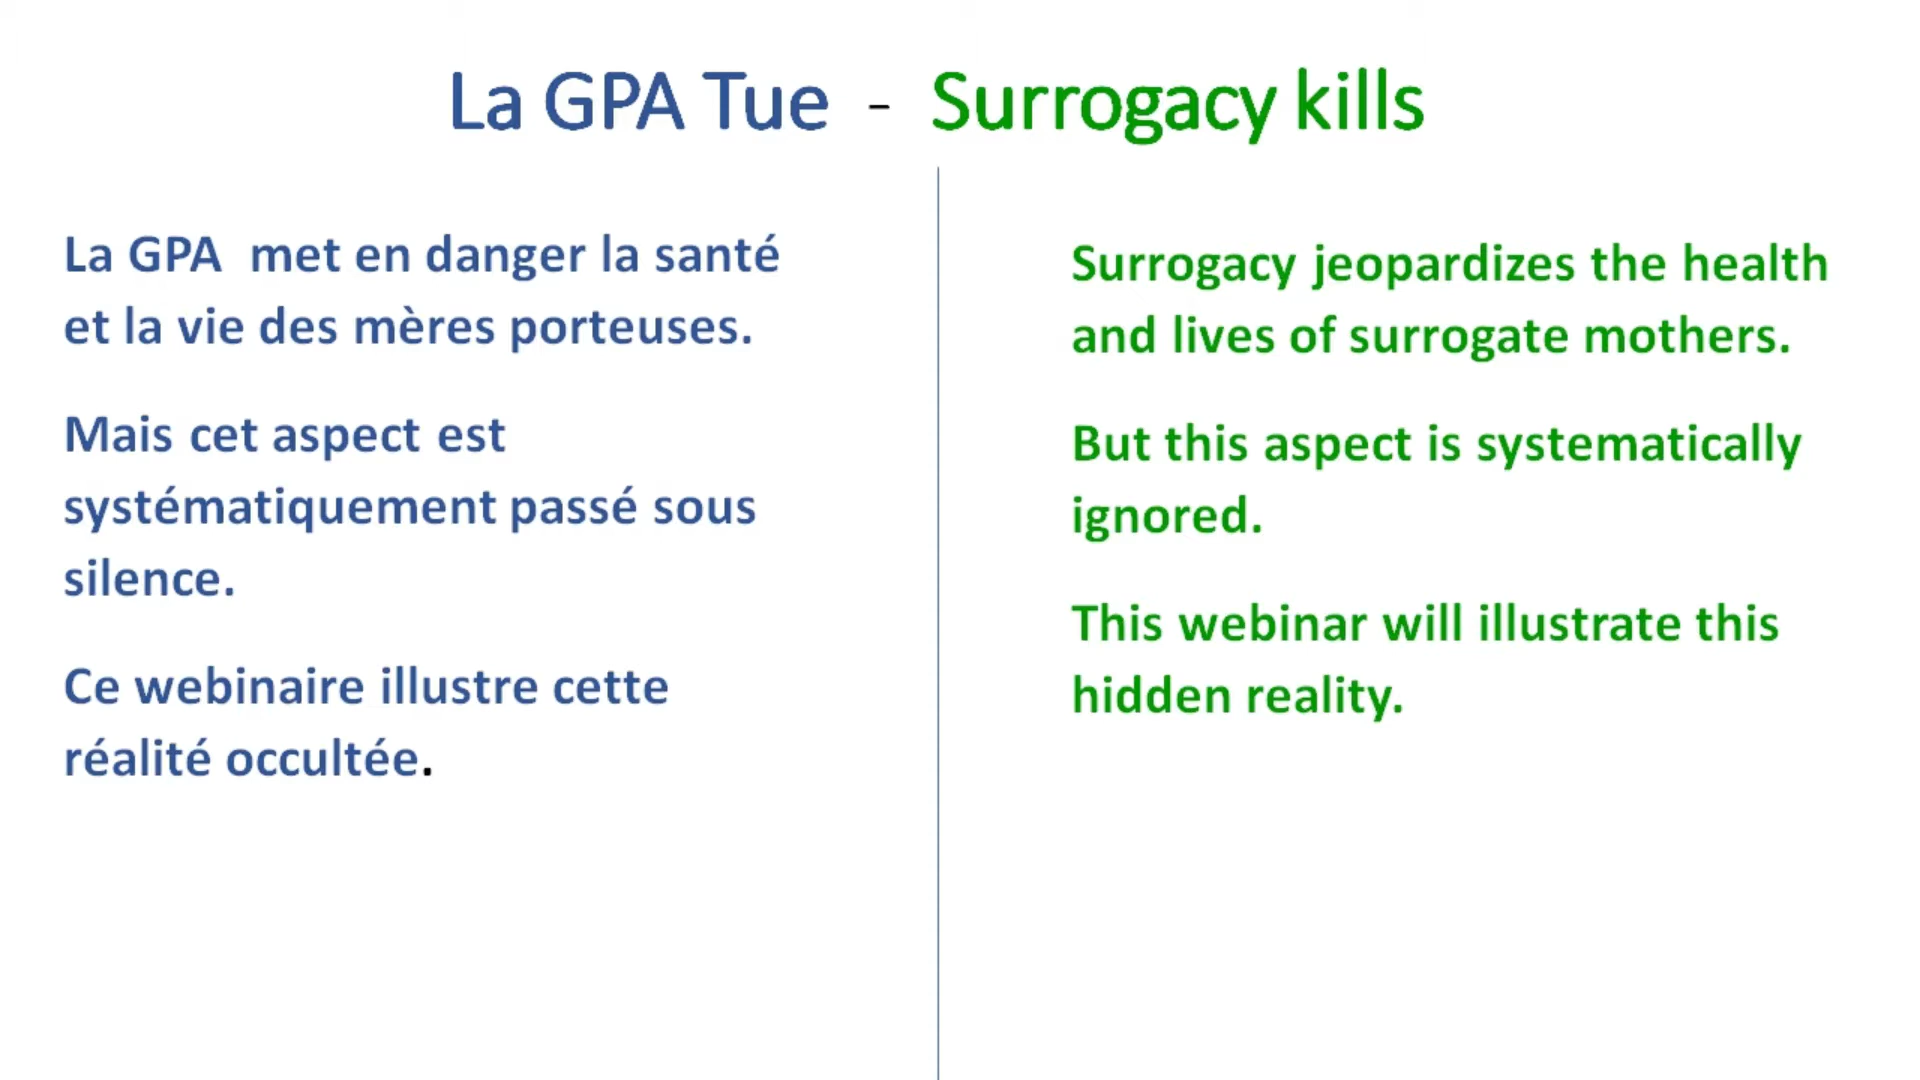 La GPA Tue - Surrogacy kills
La GPA met en danger la santé
et la vie des mères porteuses.
Mais cet aspect est
systématiquement passé sous
silence.
Ce webinaire illustre cette
réalité occultée.
Surrogacy jeopardizes the health
and lives of surrogate mothers.
But this aspect is systematically
ignored.
This webinar will illustrate this
hidden reality.